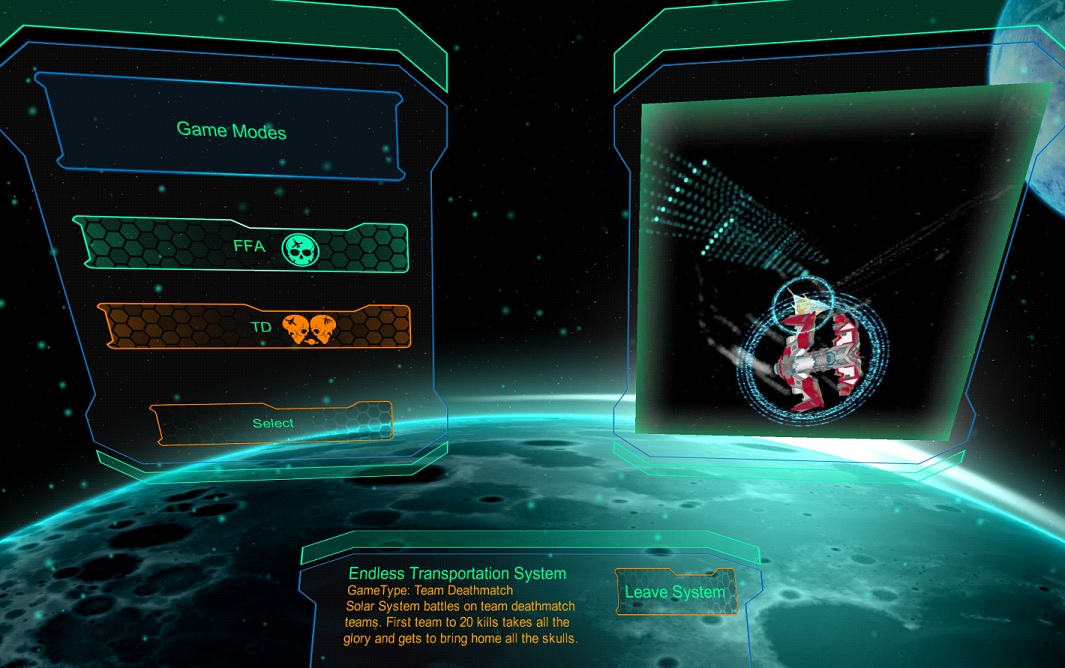 Game Modes
FFA
TD
Select
Endless Transportation System
GameType: Team Deathmatch
Solar System battles on team deathmatch
teams. First team to 20 kills takes all the
glory and gets to bring home all the skulls.
Leave System